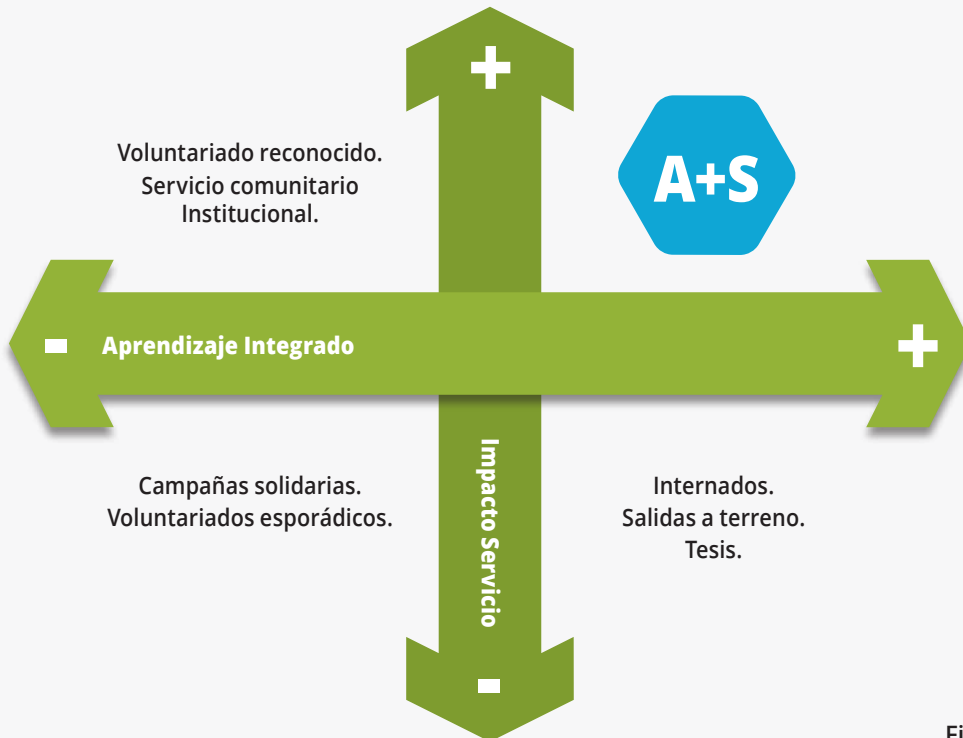 +
Voluntariado reconocido.
Servicio comunitario
Institucional.
A+S
- Aprendizaje Integrado +
Impacto Servicio
Campañas solidarias.
Voluntariados esporádicos.
Internados.
Salidas a terreno.
Tesis.
-